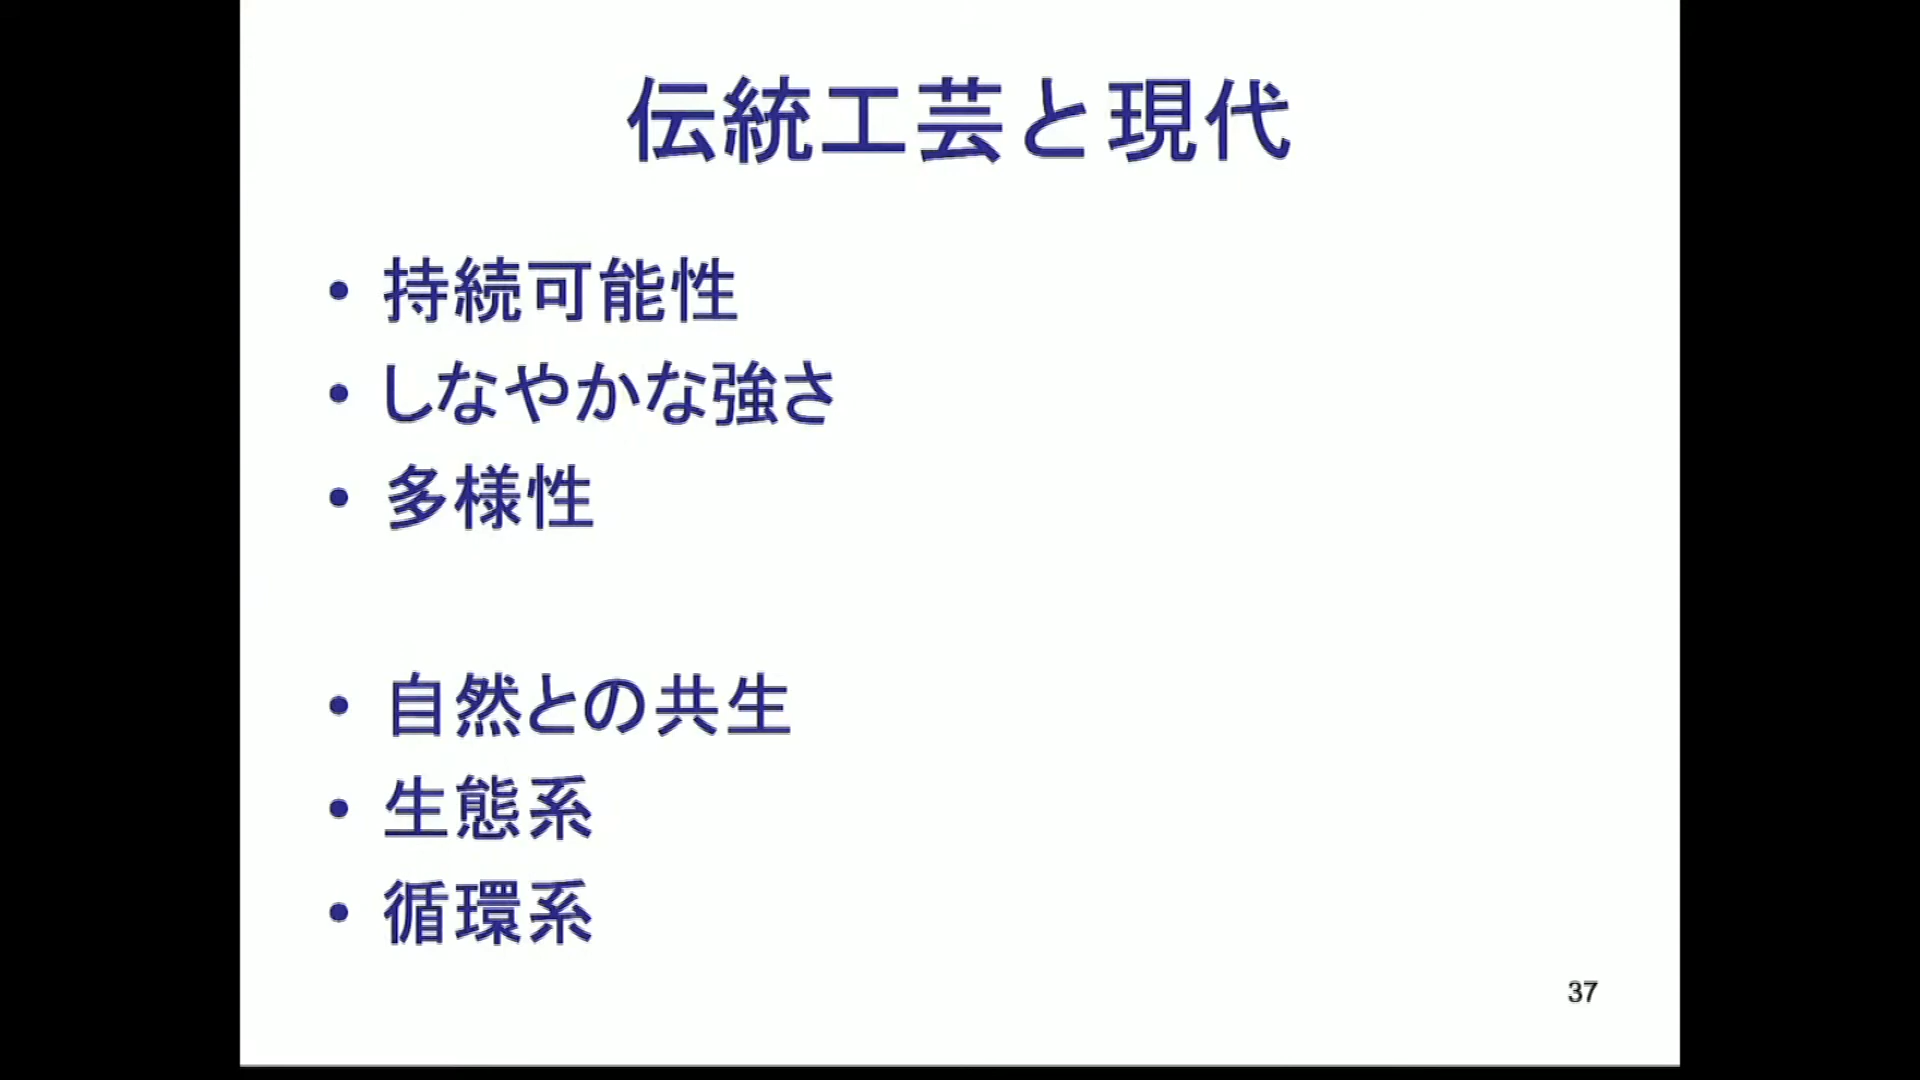 伝統工芸と現代
• 持続可能性
• しなやかな強さ
• 多様性
• 自然との共生
• 生態系
• 循環系
37